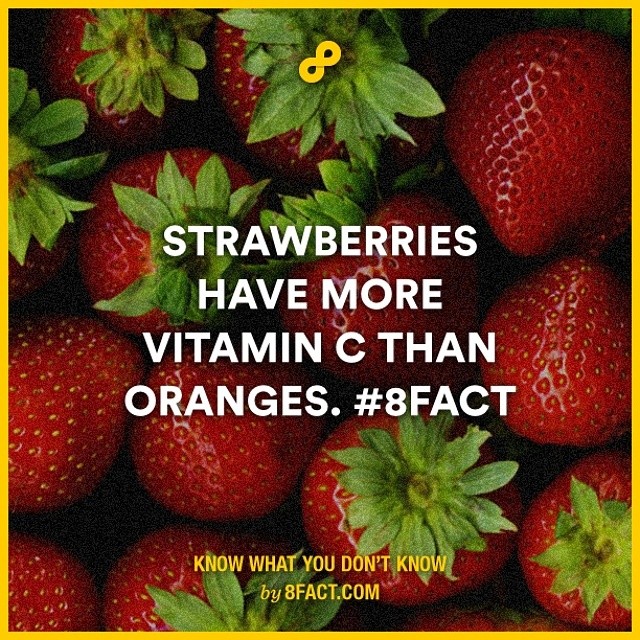 STRAWBERRIES
HAVE MORE
VITAMIN C THAN
ORANGES. #8FACT
KNOW WHAT YOU DON'T KNOW
by 8FACT.COM